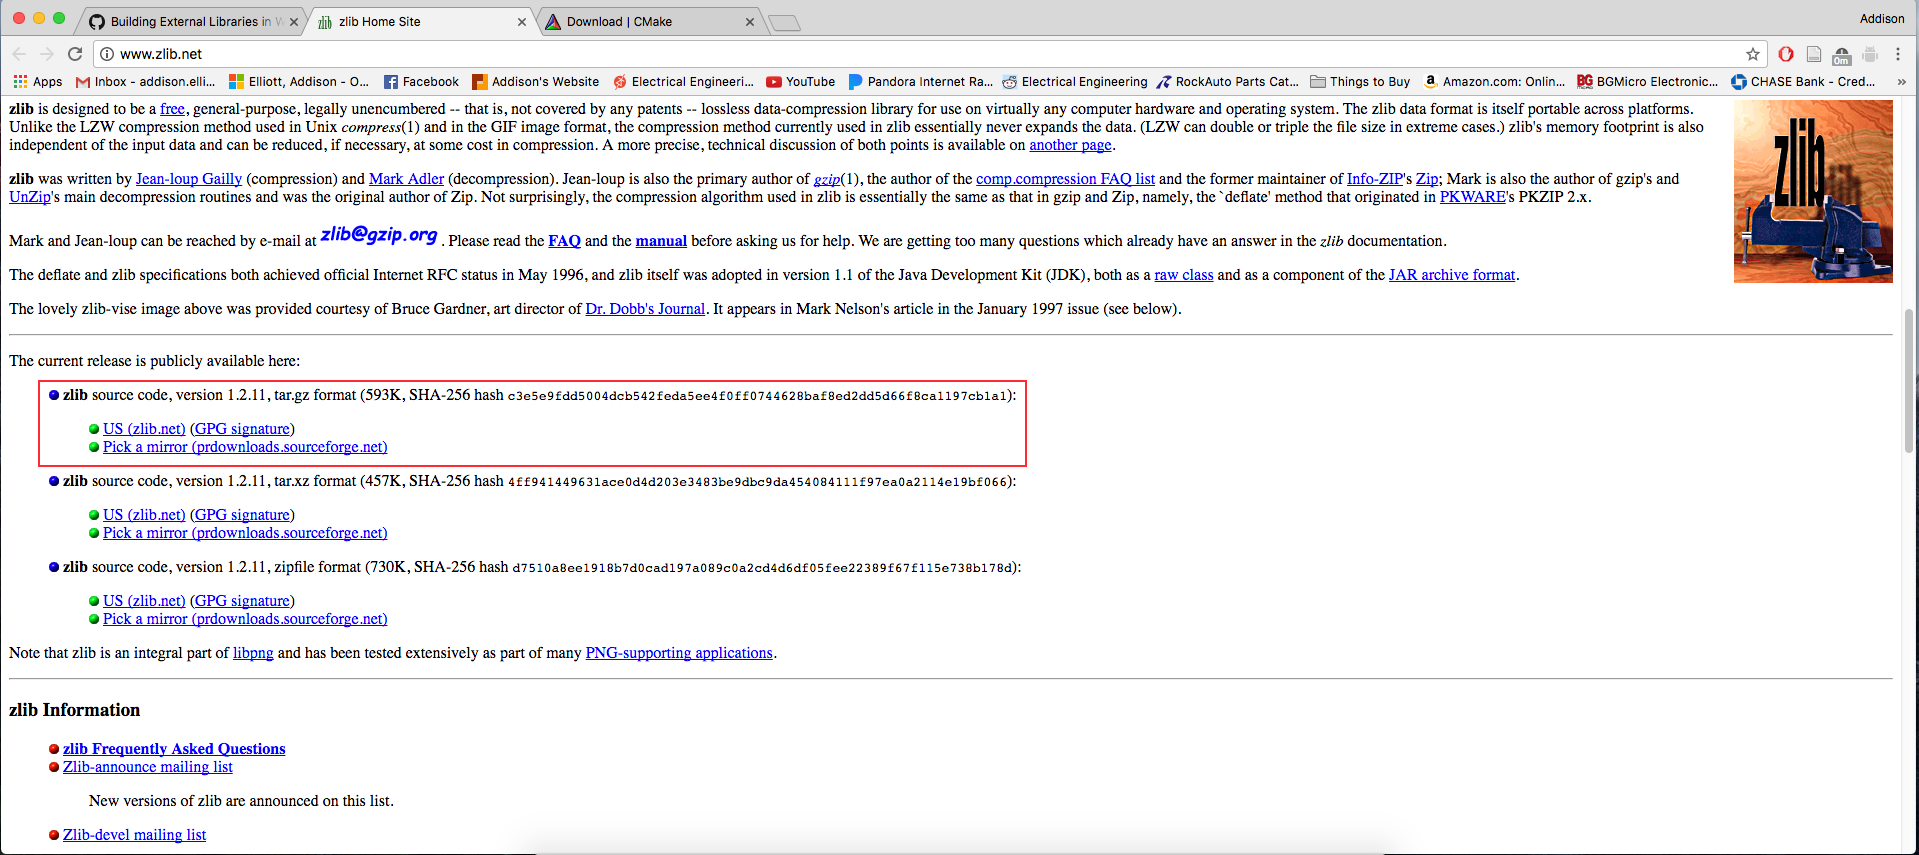 Building External Libraries in W
zlib Home Site
Download | CMake
Addison
www.zlib.net
0m
Apps
Inbox - addison.elli...
Elliott, Addison - O...
Facebook
Addison's Website
Electrical Engineeri...
YouTube
Pandora Internet Ra...
Electrical Engineering
RockAuto Parts Cat...
Things to Buy
Amazon.com: Onlin...
BGMicro Electronic...
CHASE Bank - Cred...
zlib is designed to be a free, general-purpose, legally unencumbered -- that is, not covered by any patents -- lossless data-compression library for use on virtually any computer hardware and operating system. The zlib data format is itself portable across platforms.
Unlike the LZW compression method used in Unix compress(1) and in the GIF image format, the compression method currently used in zlib essentially never expands the data. (LZW can double or triple the file size in extreme cases.) zlib's memory footprint is also
independent of the input data and can be reduced, if necessary, at some cost in compression. A more precise, technical discussion of both points is available on another page.
zlib
zlib was written by Jean-loup Gailly (compression) and Mark Adler (decompression). Jean-loup is also the primary author of gzip(1), the author of the comp.compression FAQ list and the former maintainer of Info-ZIP's Zip; Mark is also the author of gzip's and
UnZip's main decompression routines and was the original author of Zip. Not surprisingly, the compression algorithm used in zlib is essentially the same as that in gzip and Zip, namely, the `deflate' method that originated in PKWARE's PKZIP 2.x.
Mark and Jean-loup can be reached by e-mail at zlib@gzip.org . Please read the FAQ and the manual before asking us for help. We are getting too many questions which already have an answer in the zlib documentation.
The deflate and zlib specifications both achieved official Internet RFC status in May 1996, and zlib itself was adopted in version 1.1 of the Java Development Kit (JDK), both as a raw class and as a component of the JAR archive format.
The lovely zlib-vise image above was provided courtesy of Bruce Gardner, art director of Dr. Dobb's Journal. It appears in Mark Nelson's article in the January 1997 issue (see below).
The current release is publicly available here:
zlib source code, version 1.2.11, tar.gz format (593K, SHA-256 hash c3e5e9fdd5004dcb542feda5ee4f0ff0744628baf8ed2dd5d66f8ca1197cb1a1):
US (zlib.net) (GPG signature)
Pick a mirror (prdownloads.sourceforge.net)
zlib source code, version 1.2.11, tar.xz format (457K, SHA-256 hash 4ff941449631ace0d4d203e3483be9dbc9da454084111f97ea0a2114e19bf066):
US (zlib.net) (GPG signature)
Pick a mirror (prdownloads.sourceforge.net)
zlib source code, version 1.2.11, zipfile format (730K, SHA-256 hash d7510a8ee1918b7d0cad197a089c0a2cd4d6df05fee22389f67f115e738b178d):
US (zlib.net) (GPG signature)
Pick a mirror (prdownloads.sourceforge.net)
Note that zlib is an integral part of libpng and has been tested extensively as part of many PNG-supporting applications.
zlib Information
zlib Frequently Asked Questions
Zlib-announce mailing list
New versions of zlib are announced on this list.
Zlib-devel mailing list